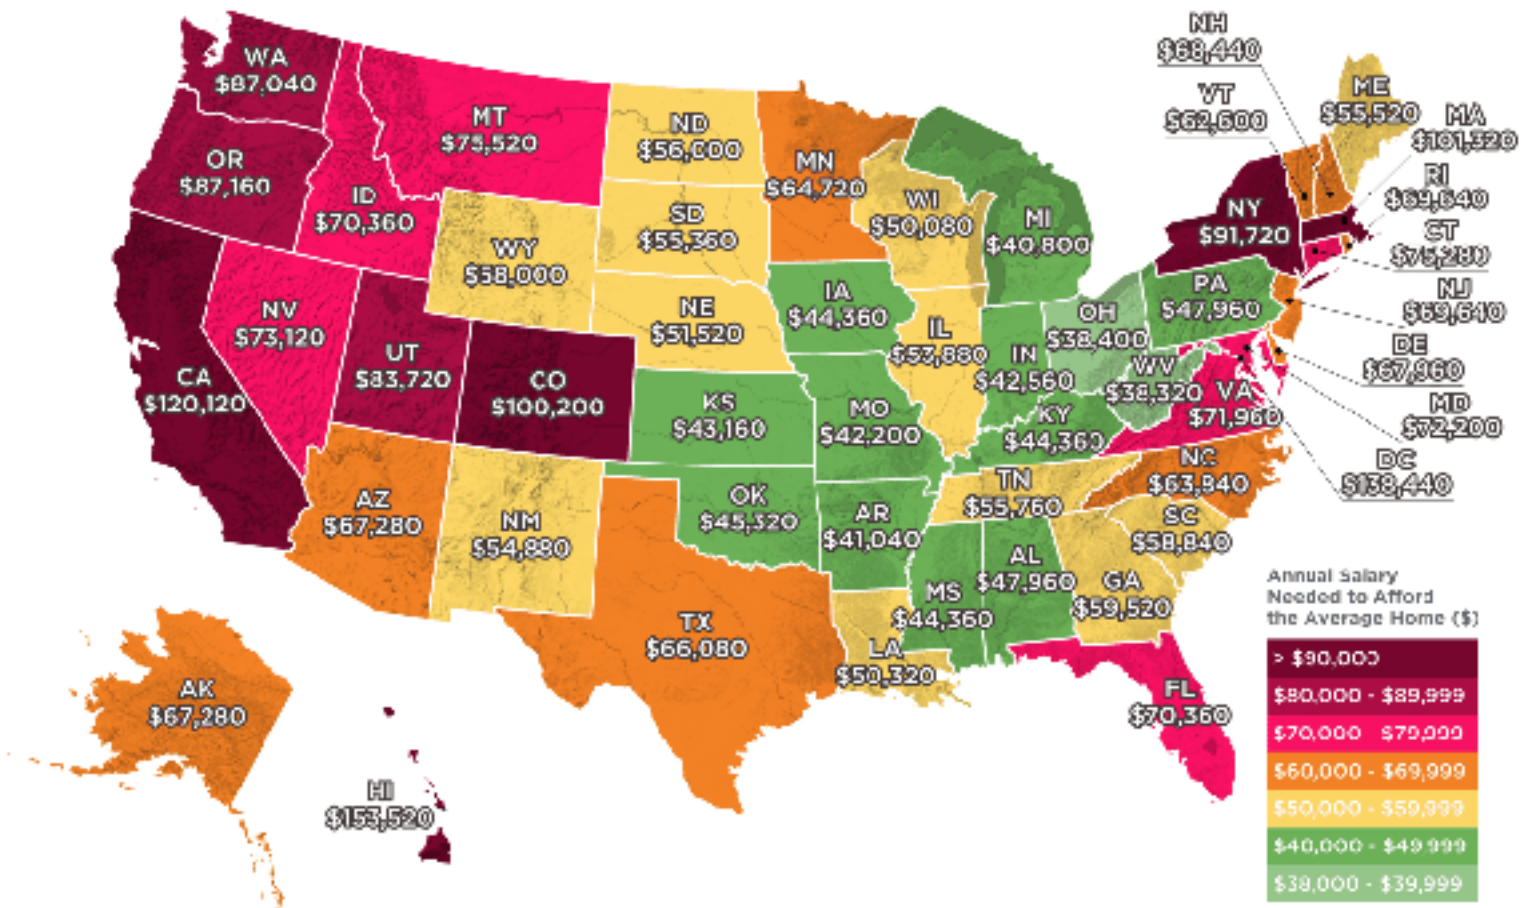 WA
$87,040
OR
$87,160
CA
$120,120
ID
$70,360
NV
$73,120
MT
WY
$58,000
UT
$83,720
CO
$100,200
AZ
$67,280
NM
$54,880
ND
$56,000
SD
$55,360
NE
$51,520
KS
$43,160
OK
$45,320
TX
$66,080
MN
$64,720
IA
$44,360
MO
$42,200
AR
$41,040
LA
$50,320
WI
$50,080
IL
$53,880
MI
$40,800
IN
$42,560
OH
$38,400
KY
$44,360
TN
$55,760
MS
$44,360
AL
$47,960
GA
$59,520
FL
$70,360
SC
$58,840
NC
WV
$38,320
VA
$71,960
PA
$47,960
NY
$91,720
NH
$68,440
VT
$62,600
ME
$55,520
MA
$101,320
RI
$69,640
CT
$75,280
NJ
$69,640
DE
$67,960
MD
$72,200
DC
AK
$67,280
HI
$153,520
Annual Salary
Needed to Afford
the Average Home ($)
> $90,000
$80,000 - $89,999
$70,000 - $79,999
$60,000 - $69,999
$50,000 - $59,999
$40,000 - $49,999
$38,000 - $39,999